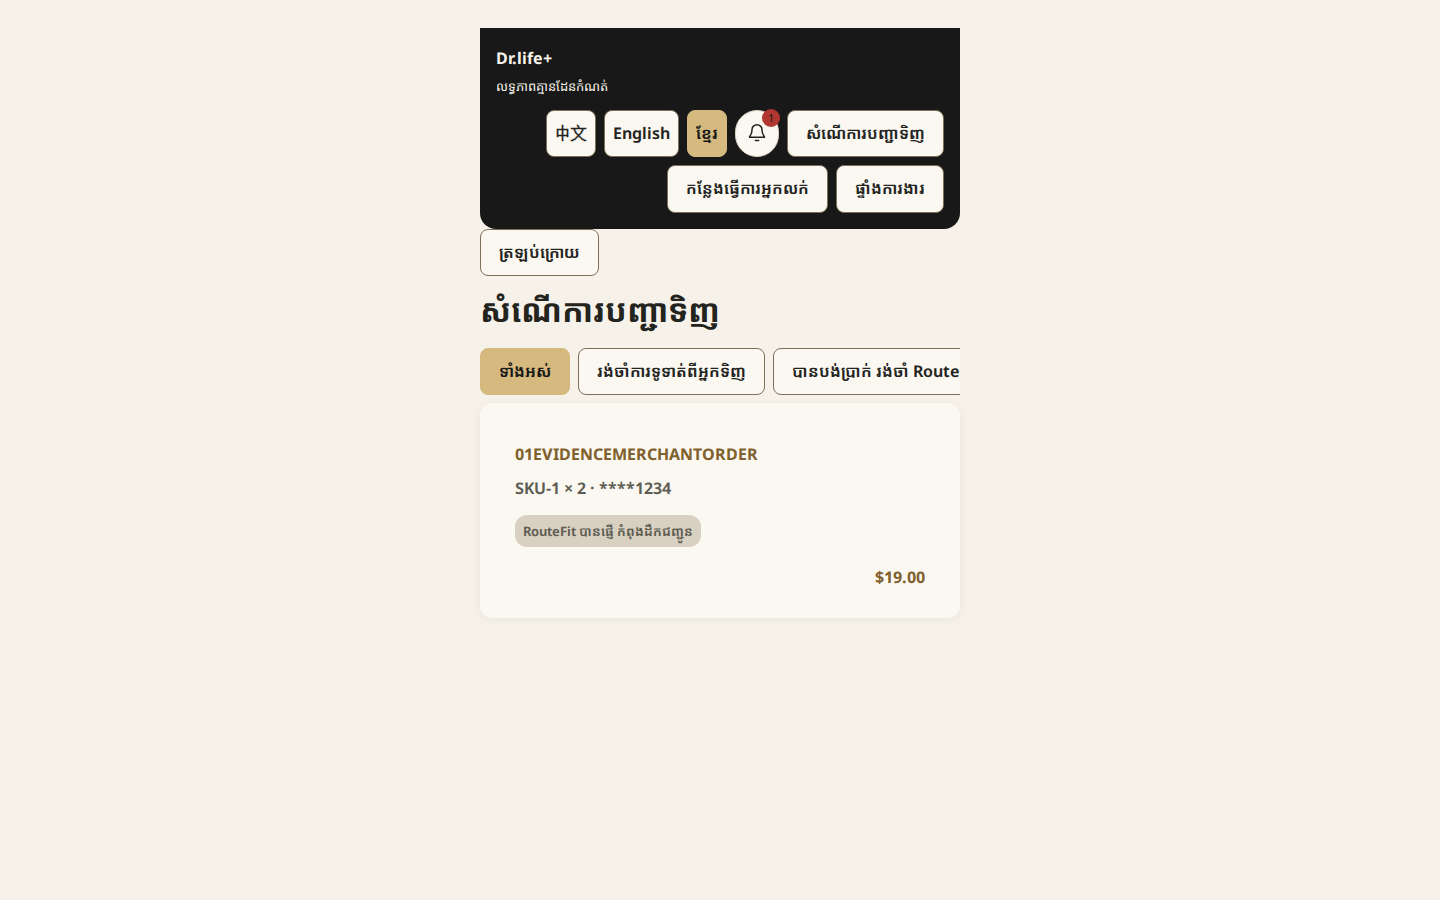 Dr.life+
លទ្ធភាពគ្មានដែនកំណត់
中文 English ខ្មែរ 1 សំណើការបញ្ជាទិញ
កន្លែងធ្វើការអ្នកលក់ ផ្ទាំងការងារ
ត្រឡប់ក្រោយ
សំណើការបញ្ជាទិញ
ទាំងអស់ រង់ចាំការទូទាត់ពីអ្នកទិញ បានបង់ប្រាក់ រង់ចាំ Route
01EVIDENCEMERCHANTORDER
SKU-1 × 2 · ****1234
RouteFit បានផ្ញើ កំពុងដឹកជញ្ជូន
$19.00